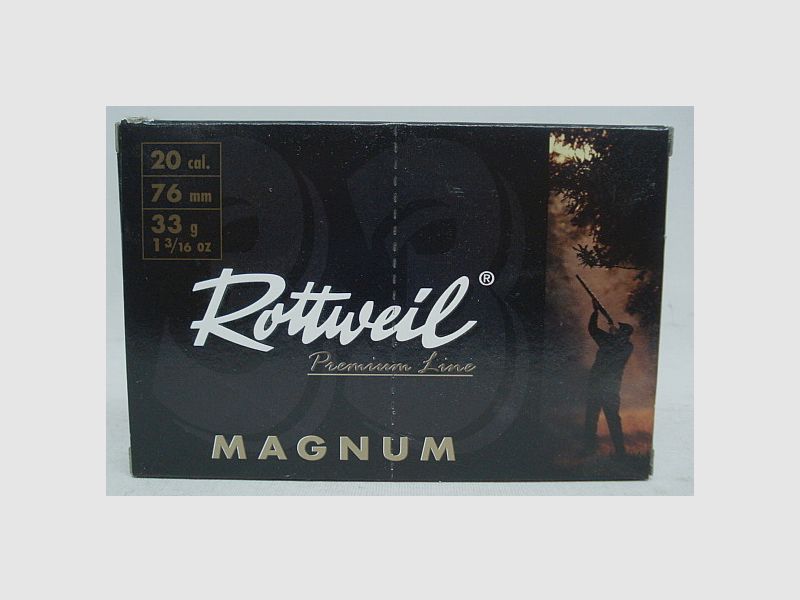 20 cal.
76 mm
33 g
1 3/16 oz
Rottweil®
Premium Line
MAGNUM